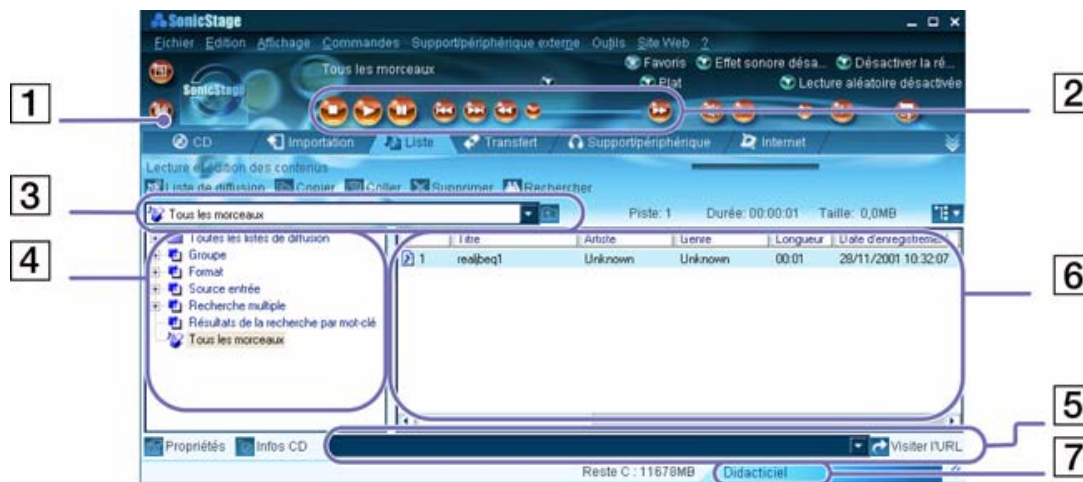 SonicStage
Fichier Edition Affichage Commandes Support/périphérique externe Outils Site Web ?
Tous les morceaux
Favoris Effet sonore désa... Désactiver la ré...
Plat Lecture aléatoire désactivée
SonicStage
1
2
CD Importation Liste Transfert Support/périphérique Internet
Lecture et édition des contenus
Liste de diffusion Copier Coller Supprimer Rechercher
3
Tous les morceaux Piste: 1 Durée: 00:00:01 Taille: 0,0MB
4
Toutes les listes de diffusion
Groupe
Format
Source entrée
Recherche multiple
Résultats de la recherche par mot-clé
Tous les morceaux
Titre Artiste Genre Longueur Date d'enregistremen
1 realjbeq1 Unknown Unknown 00:01 28/11/2001 10:32:07
6
5
Propriétés Infos CD Visiter l'URL
7
Reste C : 11678MB Didacticiel